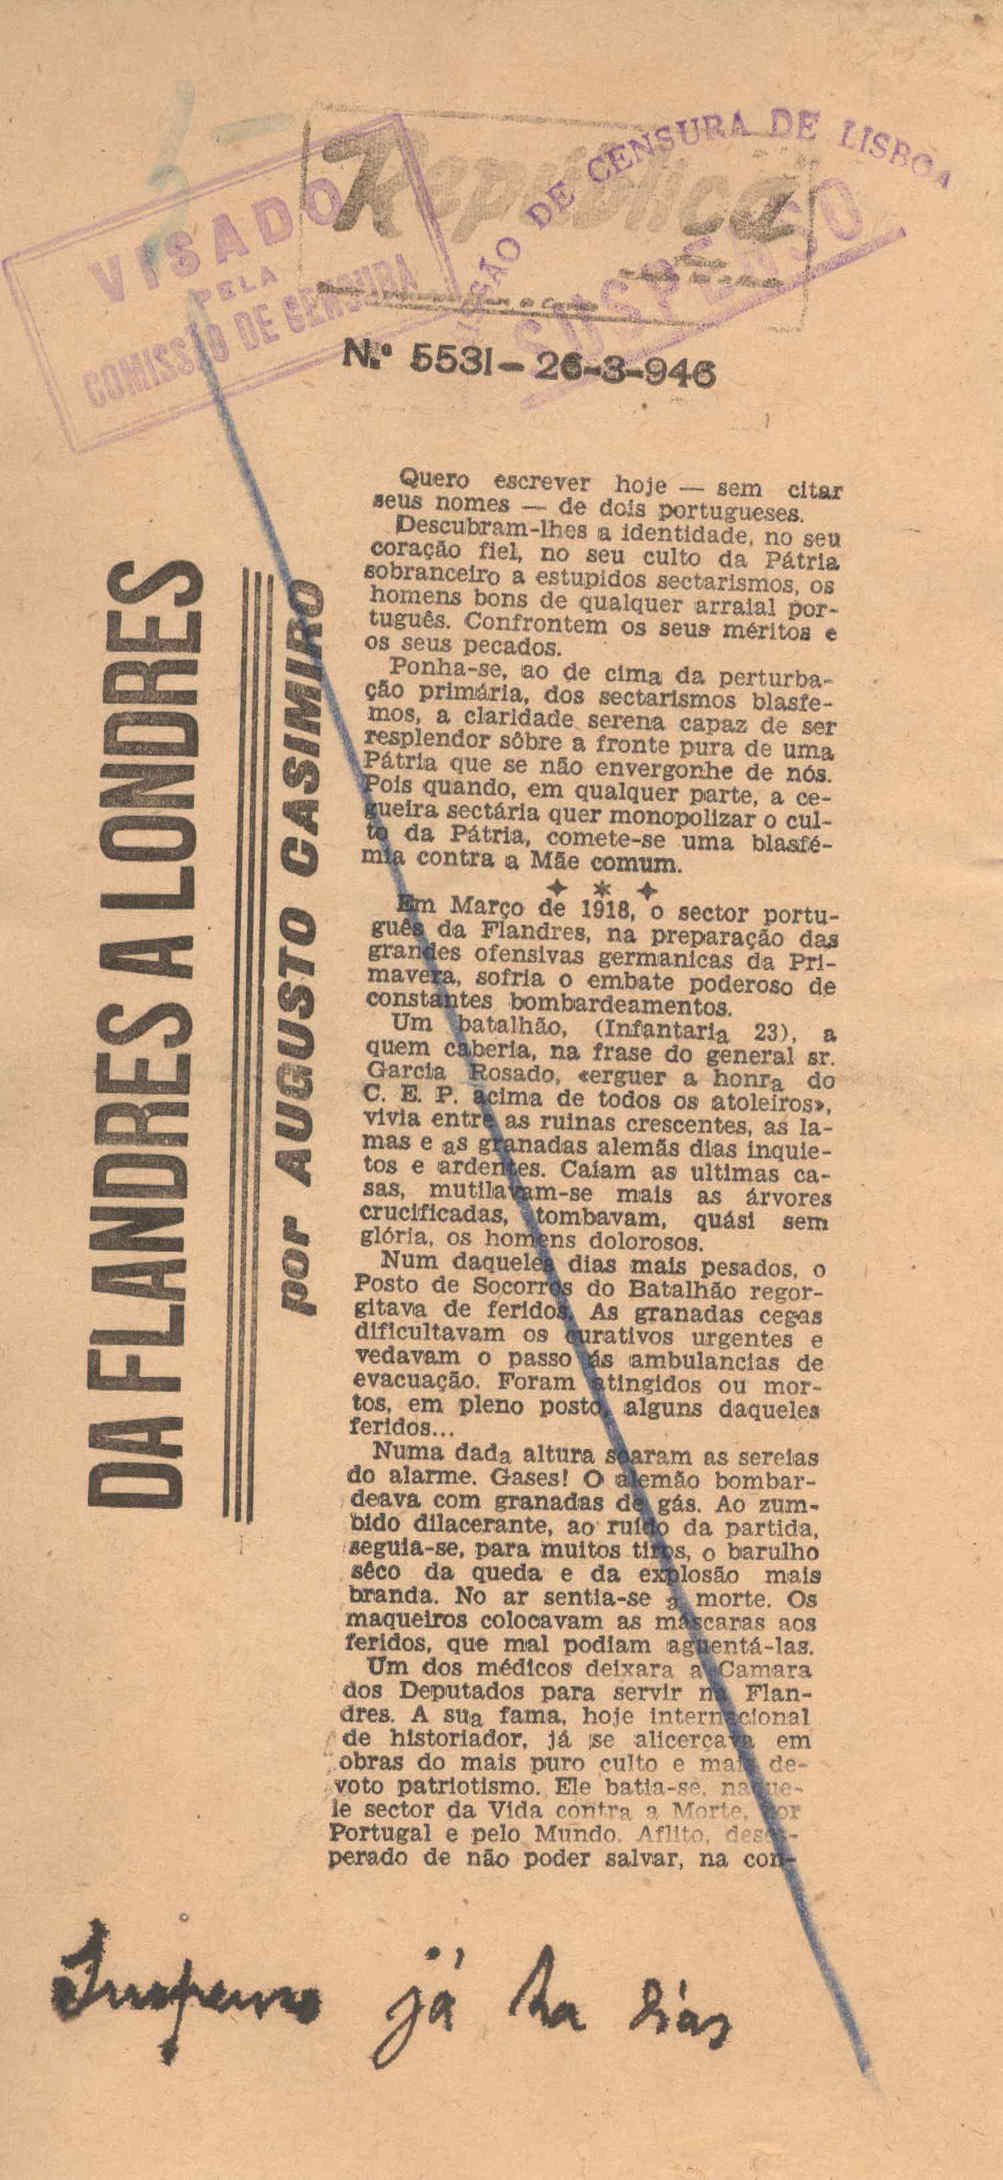 VISADO
PELA
COMISSÃO DE CENSURA
República
COMISSÃO DE CENSURA DE LISBOA
SUSPENSO
N.º 5531-26-3-946
DA FLANDRES A LONDRES
por AUGUSTO CASIMIRO
Quero escrever hoje — sem citar
seus nomes — de dois portugueses.
Descubram-lhes a identidade, no seu
coração fiel, no seu culto da Pátria
sobranceiro a estupidos sectarismos, os
homens bons de qualquer arraial por-
tuguês. Confrontem os seus méritos e
os seus pecados.
Ponha-se, ao de cima da perturba-
ção primária, dos sectarismos blasfe-
mos, a claridade serena capaz de ser
resplendor sôbre a fronte pura de uma
Pátria que se não envergonhe de nós.
Pois quando, em qualquer parte, a ce-
gueira sectária quer monopolizar o cul-
to da Pátria, comete-se uma blasfé-
mia contra a Mãe comum.
✦ * ✦
Em Março de 1918, o sector portu-
guês da Flandres, na preparação das
grandes ofensivas germanicas da Pri-
mavera, sofria o embate poderoso de
constantes bombardeamentos.
Um batalhão, (Infantaria 23), a
quem caberia, na frase do general sr.
Garcia Rosado, «erguer a honra do
C. E. P. acima de todos os atoleiros»,
vivia entre as ruinas crescentes, as la-
mas e as granadas alemãs dias inquie-
tos e ardentes. Caiam as ultimas ca-
sas, mutilavam-se mais as árvores
crucificadas, tombavam, quási sem
glória, os homens dolorosos.
Num daqueles dias mais pesados, o
Posto de Socorros do Batalhão regor-
gitava de feridos. As granadas cegas
dificultavam os curativos urgentes e
vedavam o passo ás ambulancias de
evacuação. Foram atingidos ou mor-
tos, em pleno posto, alguns daqueles
feridos...
Numa dada altura soaram as sereias
do alarme. Gases! O alemão bombar-
deava com granadas de gás. Ao zum-
bido dilacerante, ao ruído da partida,
seguia-se, para muitos tiros, o barulho
sêco da queda e da explosão mais
branda. No ar sentia-se a morte. Os
maqueiros colocavam as máscaras aos
feridos, que mal podiam aguentá-las.
Um dos médicos deixara a Camara
dos Deputados para servir na Flan-
dres. A sua fama, hoje internacional
de historiador, já se alicerçava em
obras do mais puro culto e mais de-
voto patriotismo. Ele batia-se, naque-
le sector da Vida contra a Morte, por
Portugal e pelo Mundo. Aflito, deses-
perado de não poder salvar, na con-
Suspenso já ha dias